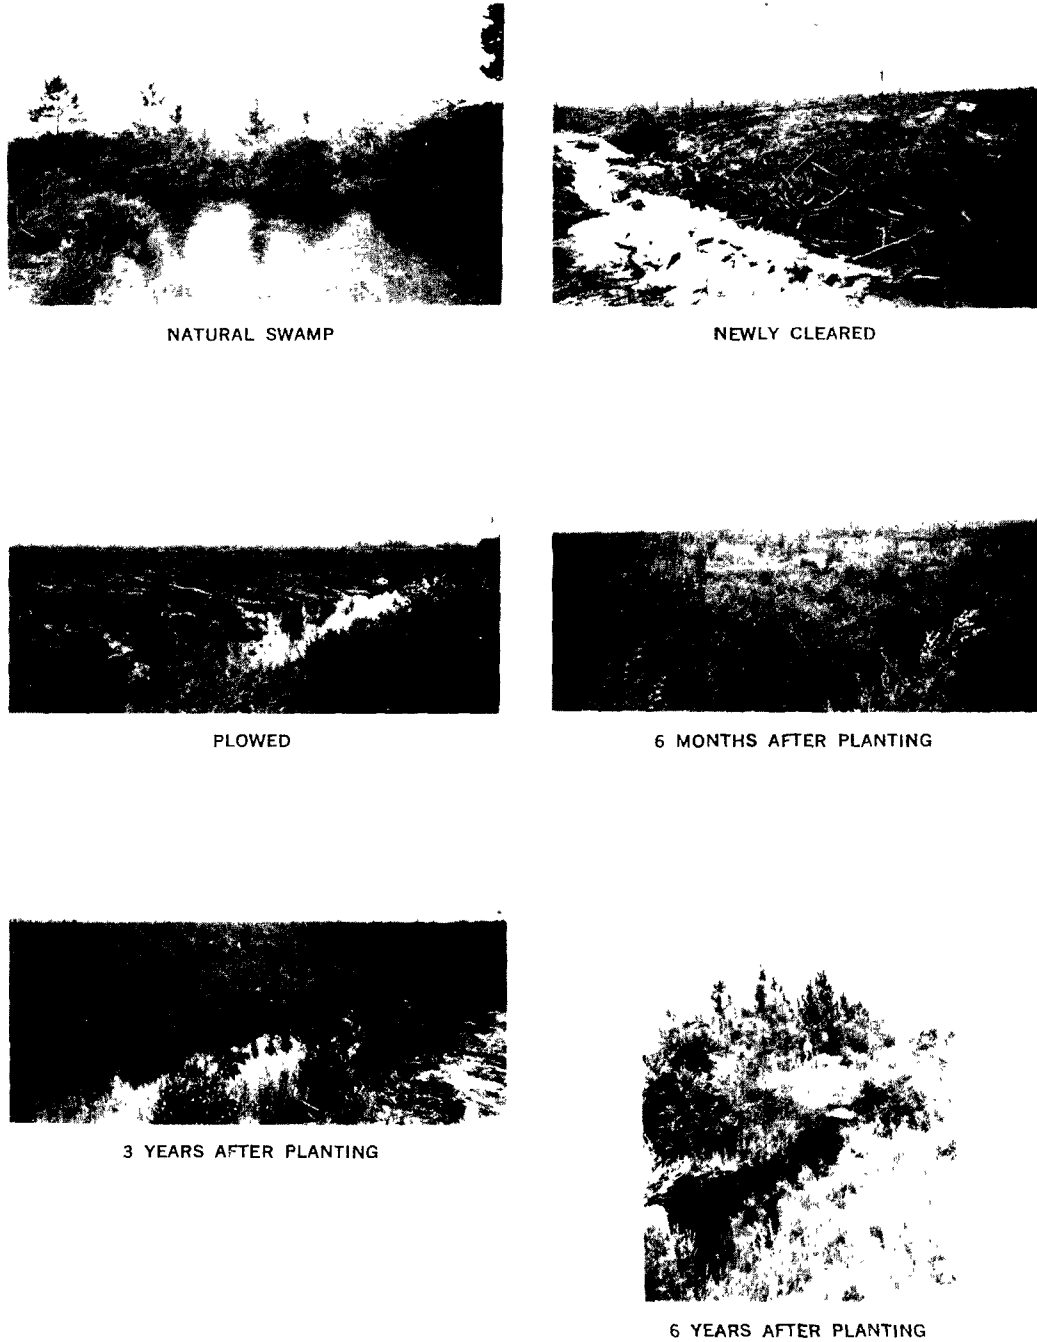 NATURAL SWAMP
NEWLY CLEARED
PLOWED
6 MONTHS AFTER PLANTING
3 YEARS AFTER PLANTING
6 YEARS AFTER PLANTING